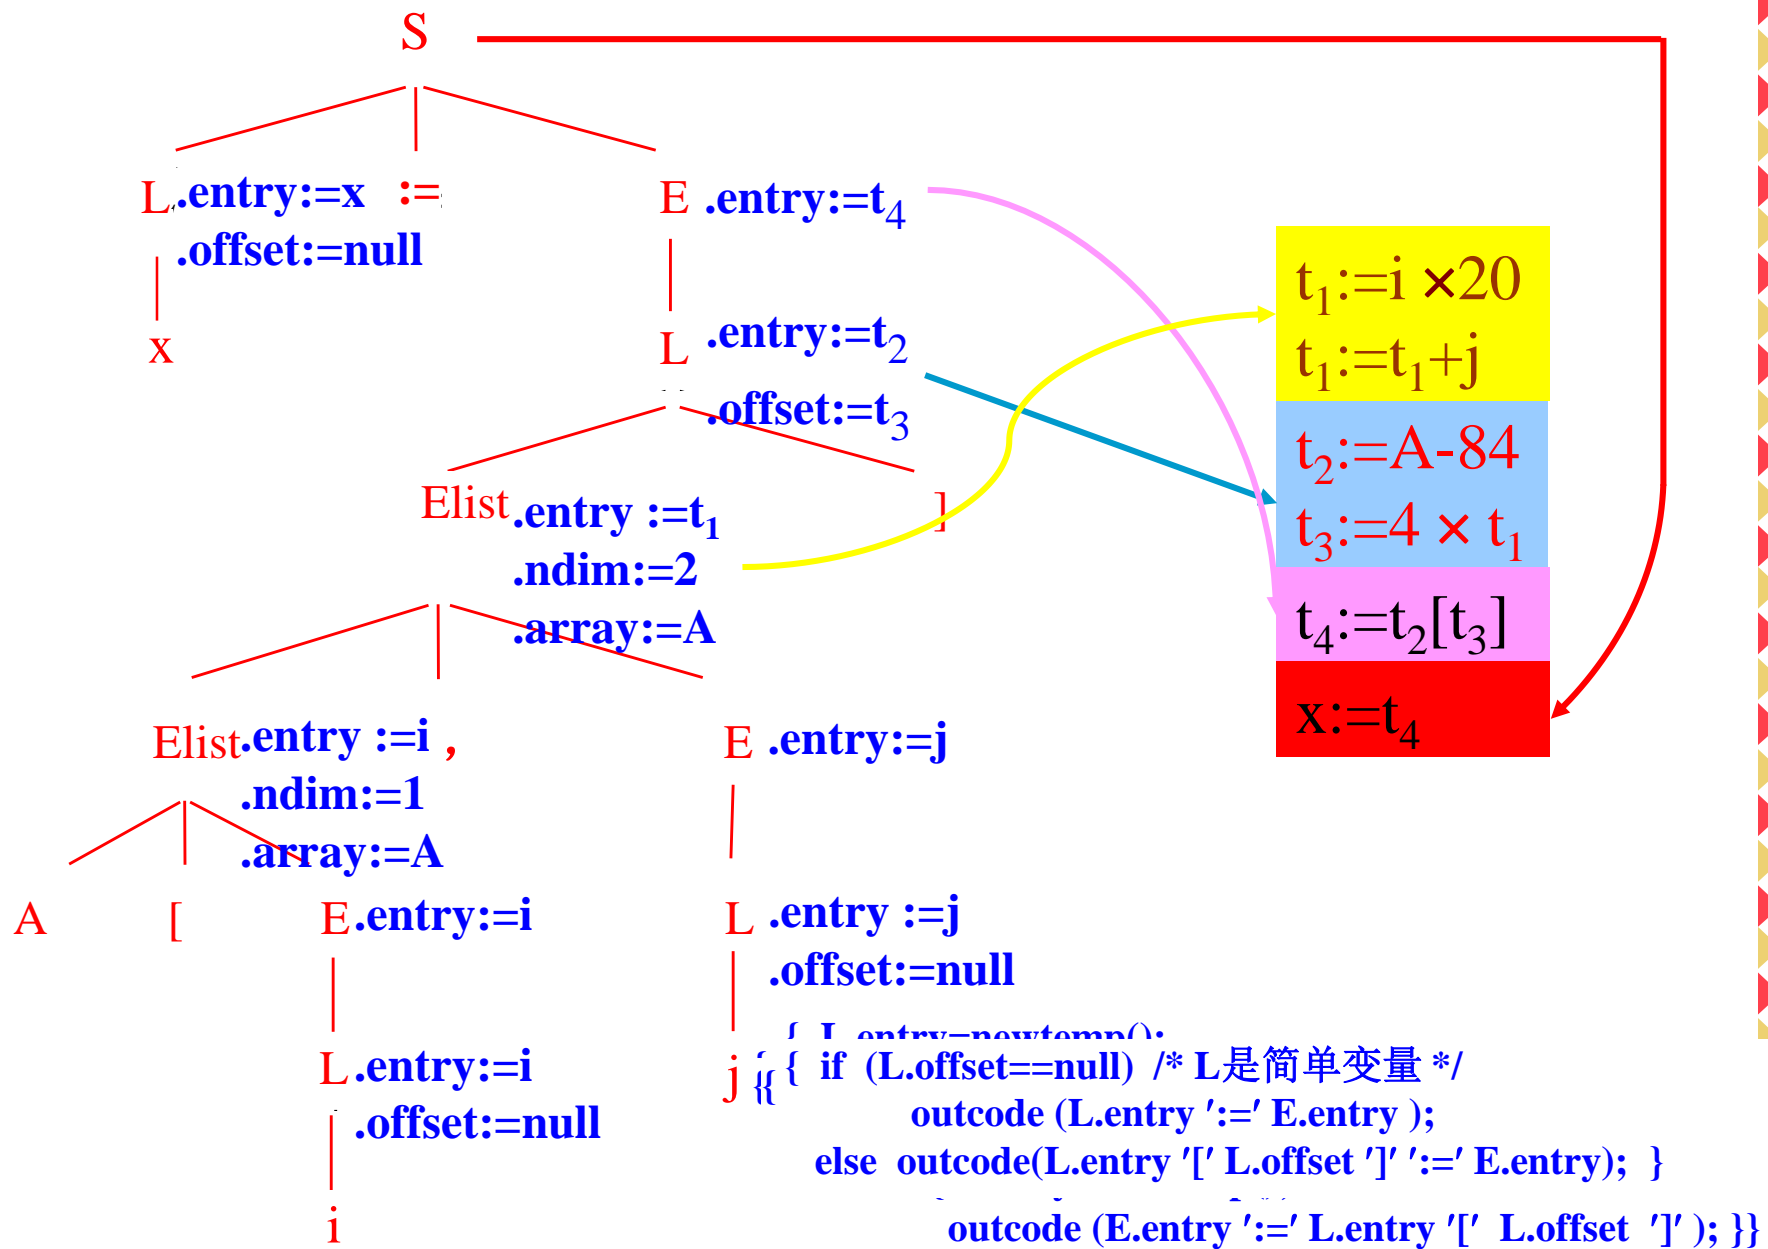 S
L .entry:=x :=
.offset:=null
E .entry:=t4
x
L .entry:=t2
.offset:=t3
Elist .entry :=t1
.ndim:=2
.array:=A
]
Elist .entry :=i ,
.ndim:=1
.array:=A
E .entry:=j
A [ E .entry:=i
L .entry :=j
.offset:=null
L .entry:=i
.offset:=null
i
j
t1:=i ×20
t1:=t1+j
t2:=A-84
t3:=4 × t1
t4:=t2[t3]
x:=t4
{ L.entry=newtemp();
{ if (L.offset==null) /* L是简单变量 */
outcode (L.entry ′:=′ E.entry );
else outcode(L.entry ′[′ L.offset ′]′ ′:=′ E.entry); }
outcode (E.entry ′:=′ L.entry ′[′ L.offset ′]′ ); }}